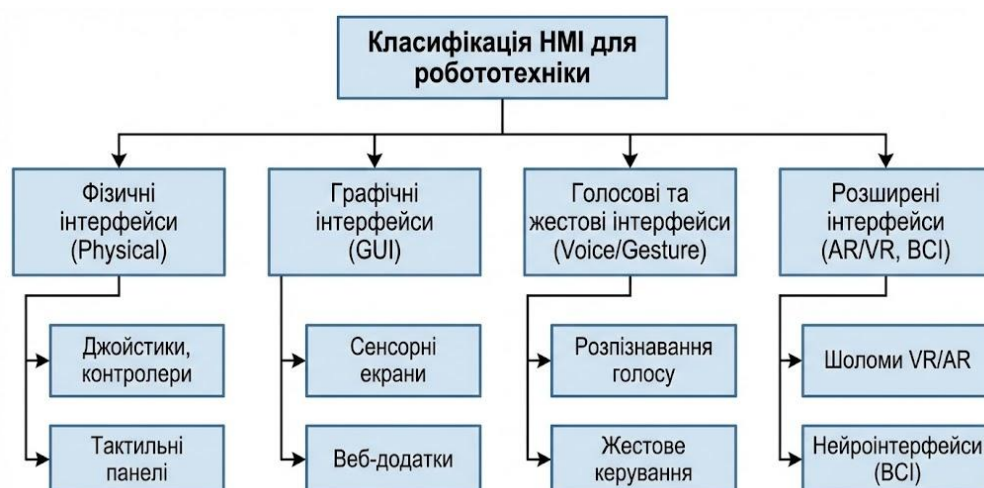 Класифікація HMI для
робототехніки
Фізичні
інтерфейси
(Physical)
Графічні
інтерфейси
(GUI)
Голосові та
жестові інтерфейси
(Voice/Gesture)
Розширені
інтерфейси
(AR/VR, BCI)
Джойстики,
контролери
Сенсорні
екрани
Розпізнавання
голосу
Шоломи VR/AR
Тактильні
панелі
Веб-додатки
Жестове
керування
Нейроінтерфейси
(BCI)